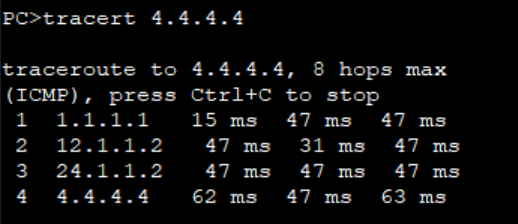 PC>tracert 4.4.4.4
traceroute to 4.4.4.4, 8 hops max
(ICMP), press Ctrl+C to stop
1 1.1.1.1 15 ms 47 ms 47 ms
2 12.1.1.2 47 ms 31 ms 47 ms
3 24.1.1.2 47 ms 47 ms 47 ms
4 4.4.4.4 62 ms 47 ms 63 ms